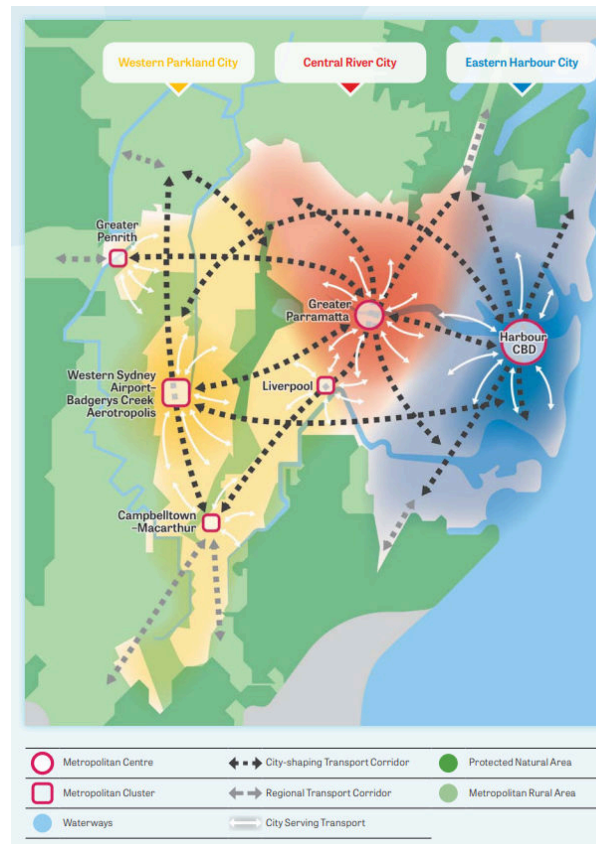 Western Parkland City
Central River City
Eastern Harbour City
Greater
Penrith
Greater
Parramatta
Harbour
CBD
Western Sydney
Airport–
Badgerys Creek
Aerotropolis
Liverpool
Campbelltown
–Macarthur
Metropolitan Centre
City-shaping Transport Corridor
Protected Natural Area
Metropolitan Cluster
Regional Transport Corridor
Metropolitan Rural Area
Waterways
City Serving Transport